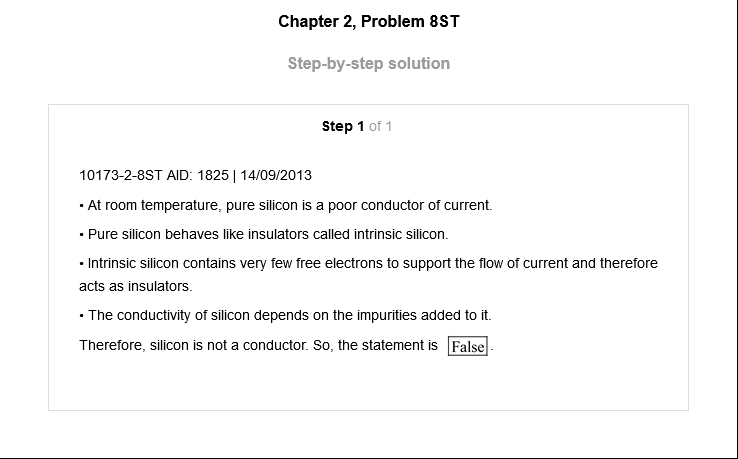 Chapter 2, Problem 8ST
Step-by-step solution
Step 1 of 1
10173-2-8ST AID: 1825 | 14/09/2013
• At room temperature, pure silicon is a poor conductor of current.
• Pure silicon behaves like insulators called intrinsic silicon.
• Intrinsic silicon contains very few free electrons to support the flow of current and therefore
acts as insulators.
• The conductivity of silicon depends on the impurities added to it.
Therefore, silicon is not a conductor. So, the statement is False.